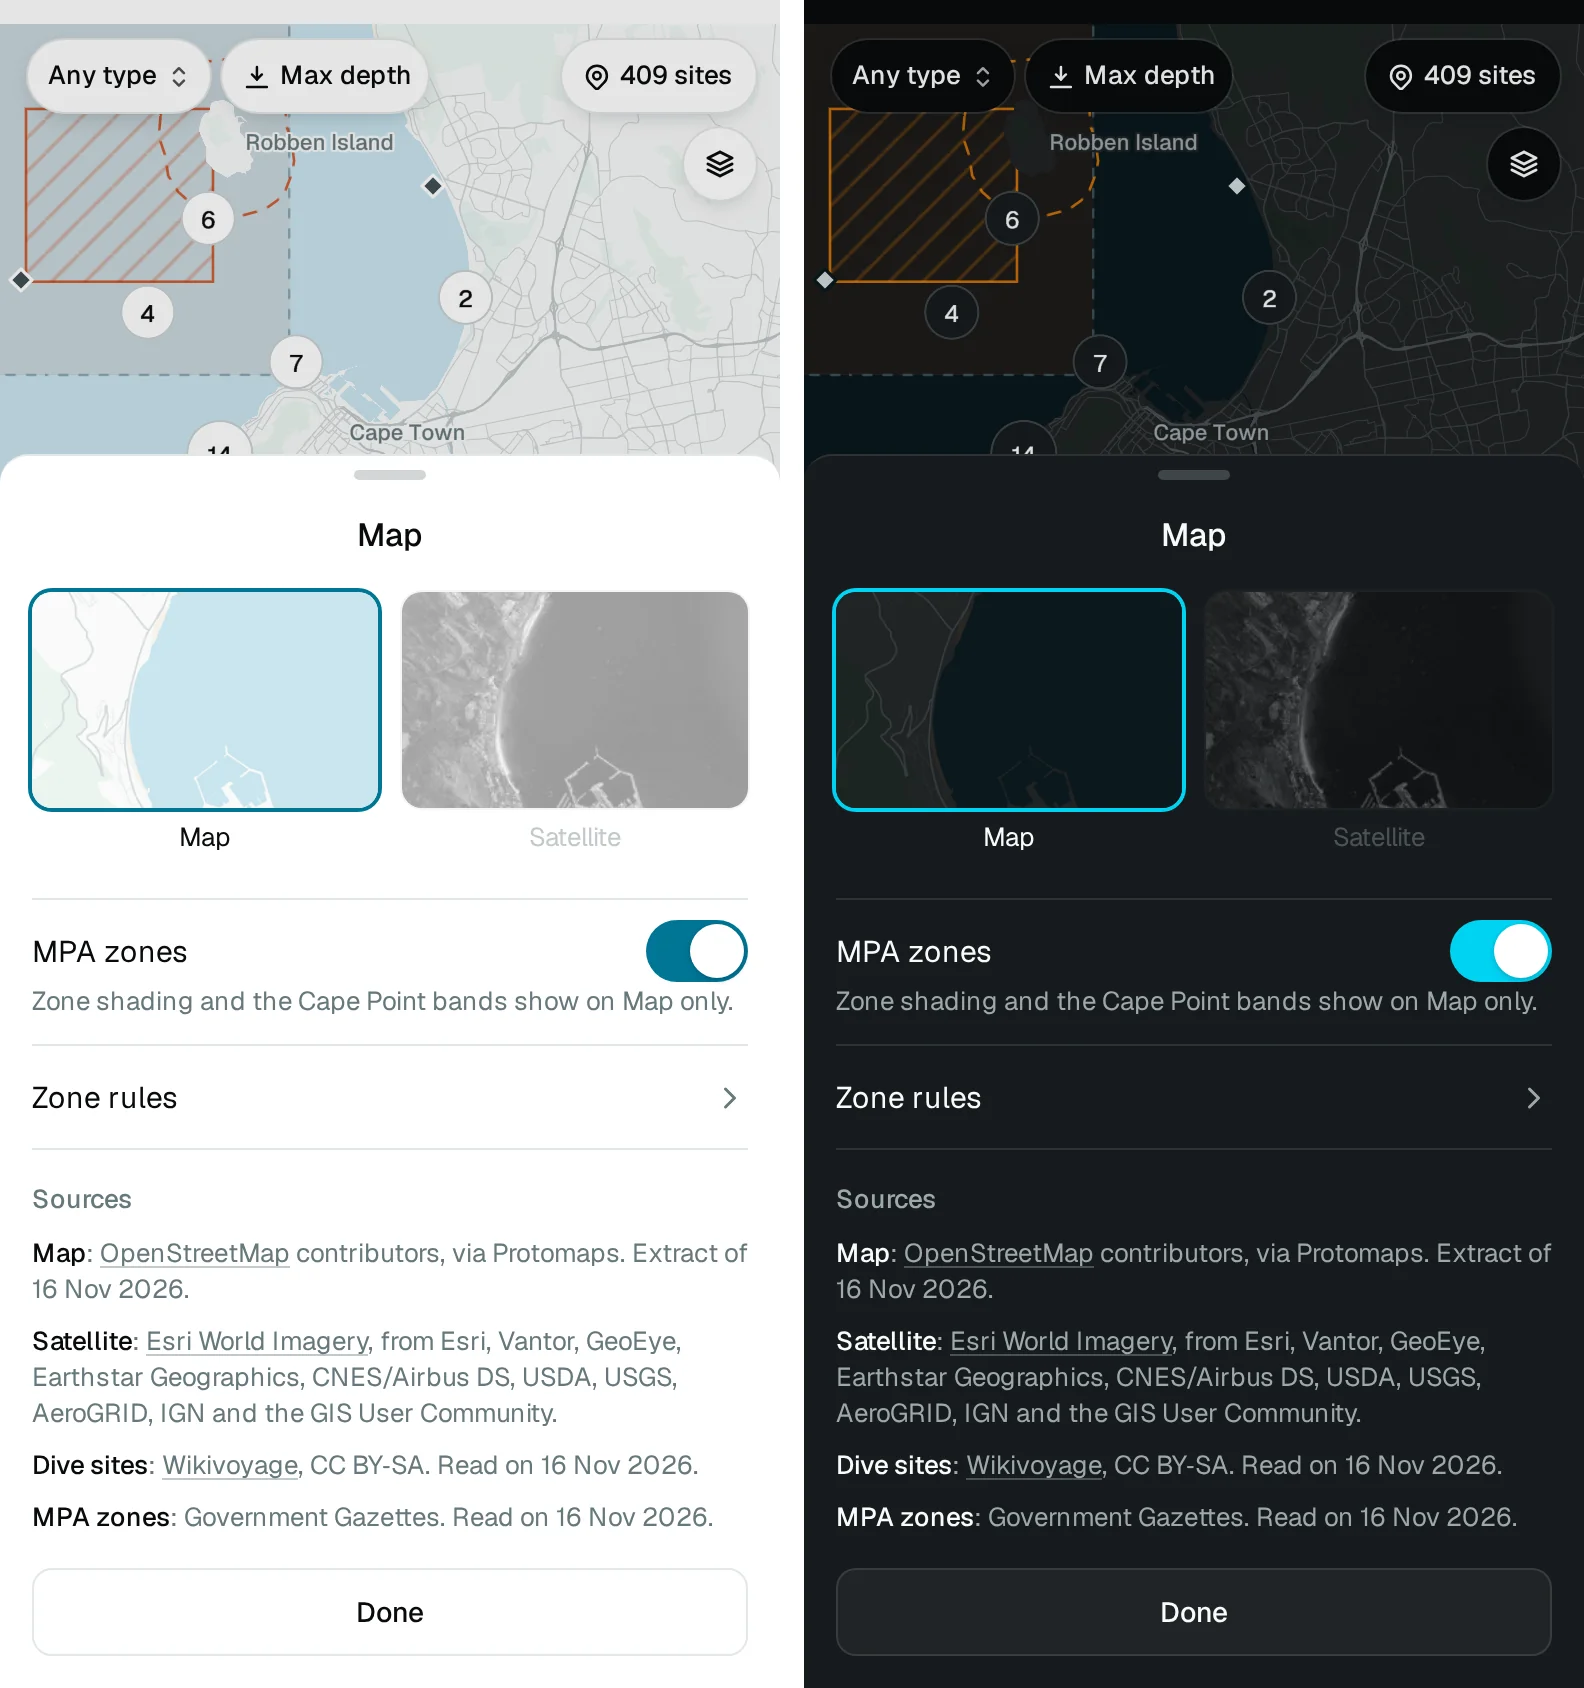 Any type
Max depth
409 sites
Robben Island
6
4
2
7
14
Cape Town
Map
Map
Satellite
MPA zones
Zone shading and the Cape Point bands show on Map only.
Zone rules
Sources
Map: OpenStreetMap contributors, via Protomaps. Extract of
16 Nov 2026.
Satellite: Esri World Imagery, from Esri, Vantor, GeoEye,
Earthstar Geographics, CNES/Airbus DS, USDA, USGS,
AeroGRID, IGN and the GIS User Community.
Dive sites: Wikivoyage, CC BY-SA. Read on 16 Nov 2026.
MPA zones: Government Gazettes. Read on 16 Nov 2026.
Done
Any type
Max depth
409 sites
Robben Island
6
4
2
7
14
Cape Town
Map
Map
Satellite
MPA zones
Zone shading and the Cape Point bands show on Map only.
Zone rules
Sources
Map: OpenStreetMap contributors, via Protomaps. Extract of
16 Nov 2026.
Satellite: Esri World Imagery, from Esri, Vantor, GeoEye,
Earthstar Geographics, CNES/Airbus DS, USDA, USGS,
AeroGRID, IGN and the GIS User Community.
Dive sites: Wikivoyage, CC BY-SA. Read on 16 Nov 2026.
MPA zones: Government Gazettes. Read on 16 Nov 2026.
Done